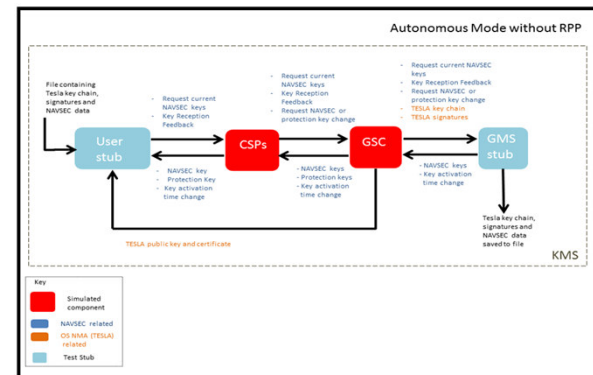 Autonomous Mode without RPP
File containing
Tesla key chain,
signatures and
NAVSEC data
- Request current
NAVSEC keys
- Key Reception
Feedback
- Request current
NAVSEC keys
- Key Reception
Feedback
- Request NAVSEC or
protection key change
- Request current NAVSEC
keys
- Key Reception Feedback
- Request NAVSEC or
protection key change
- TESLA key chain
- TESLA signatures
User
stub
CSPs
GSC
GMS
stub
- NAVSEC key
- Protection Key
- Key activation
time change
- NAVSEC keys
- Protection keys
- Key activation
time change
- NAVSEC keys
- Key activation
time change
TESLA public key and certificate
Tesla key chain,
signatures and
NAVSEC data
saved to file
KMS
Key
Simulated
component
NAVSEC related
OS NMA (TESLA)
related
Test Stub